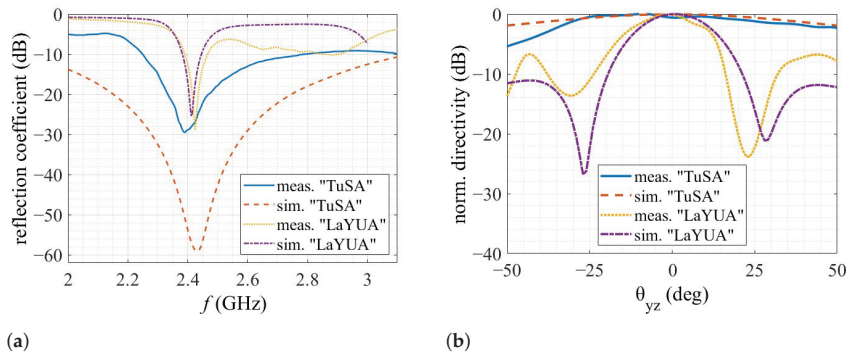 reflection coefficient (dB)
0
-10
-20
-30
-40
-50
-60
meas. "TuSA"
sim. "TuSA"
meas. "LaYUA"
sim. "LaYUA"
2 2.2 2.4 2.6 2.8 3
f (GHz)
(a)
norm. directivity (dB)
0
-10
-20
-30
-40
meas. "TuSA"
sim. "TuSA"
meas. "LaYUA"
sim. "LaYUA"
-50 -25 0 25 50
θyz (deg)
(b)